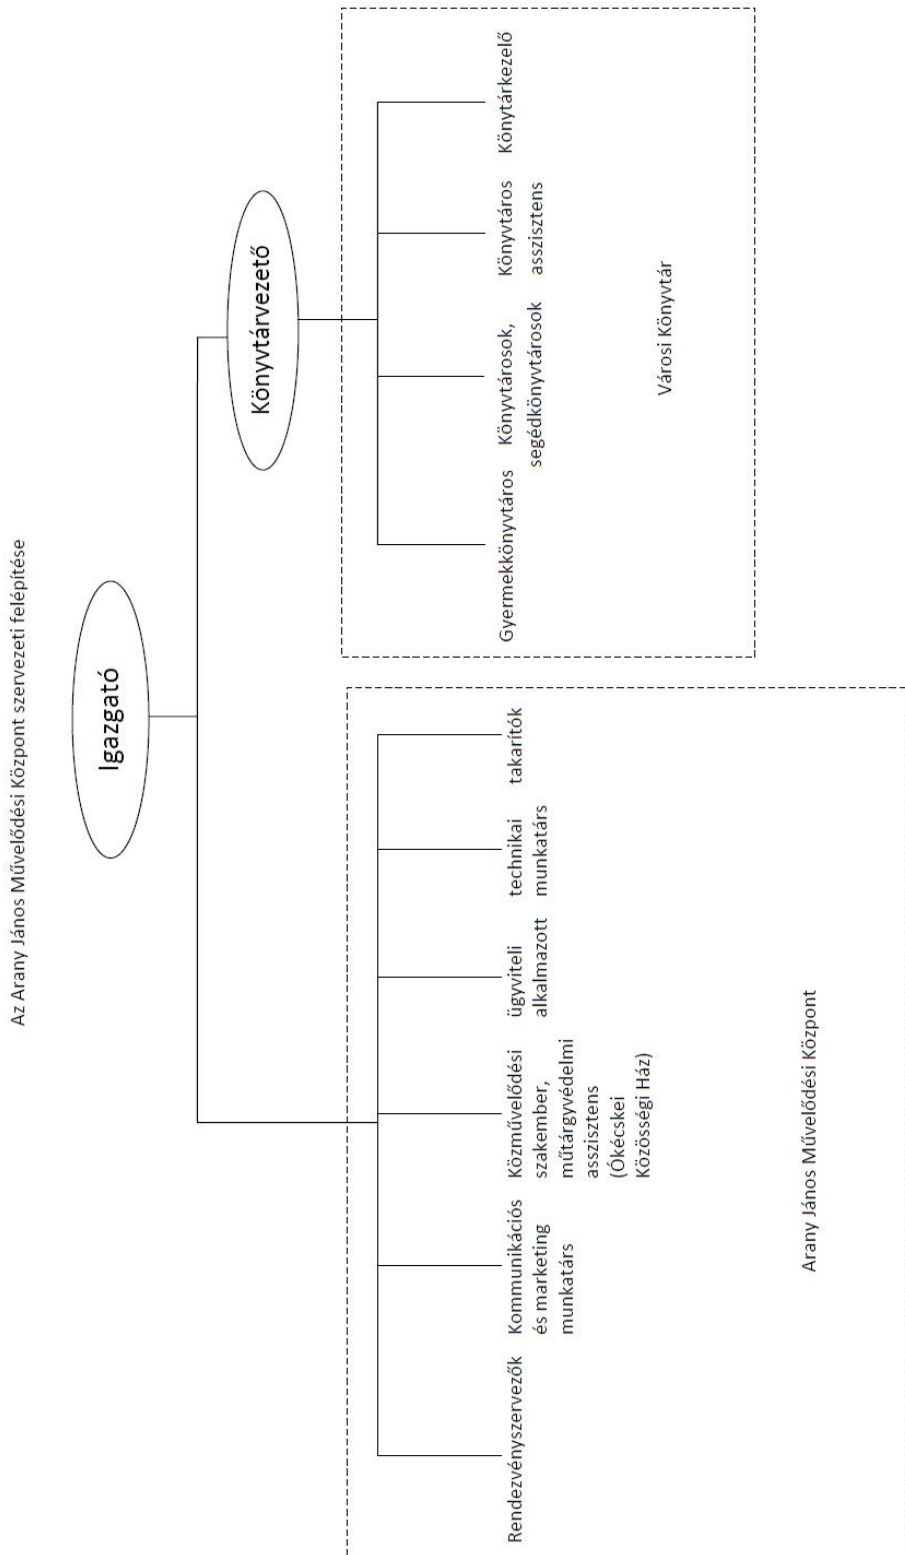 Az Arany János Művelődési Központ szervezeti felépítése
Igazgató
Könyvtárvezető
Rendezvényszervezők
Kommunikációs
és marketing
munkatárs
Közművelődési
szakember,
műtárgyvédelmi
asszisztens
(Ókécskei
Közösségi Ház)
ügyviteli
alkalmazott
technikai
munkatárs
takarítók
Arany János Művelődési Központ
Gyermekkönyvtáros
Könyvtárosok,
segédkönyvtárosok
Könyvtáros
asszisztens
Könytárkezelő
Városi Könyvtár